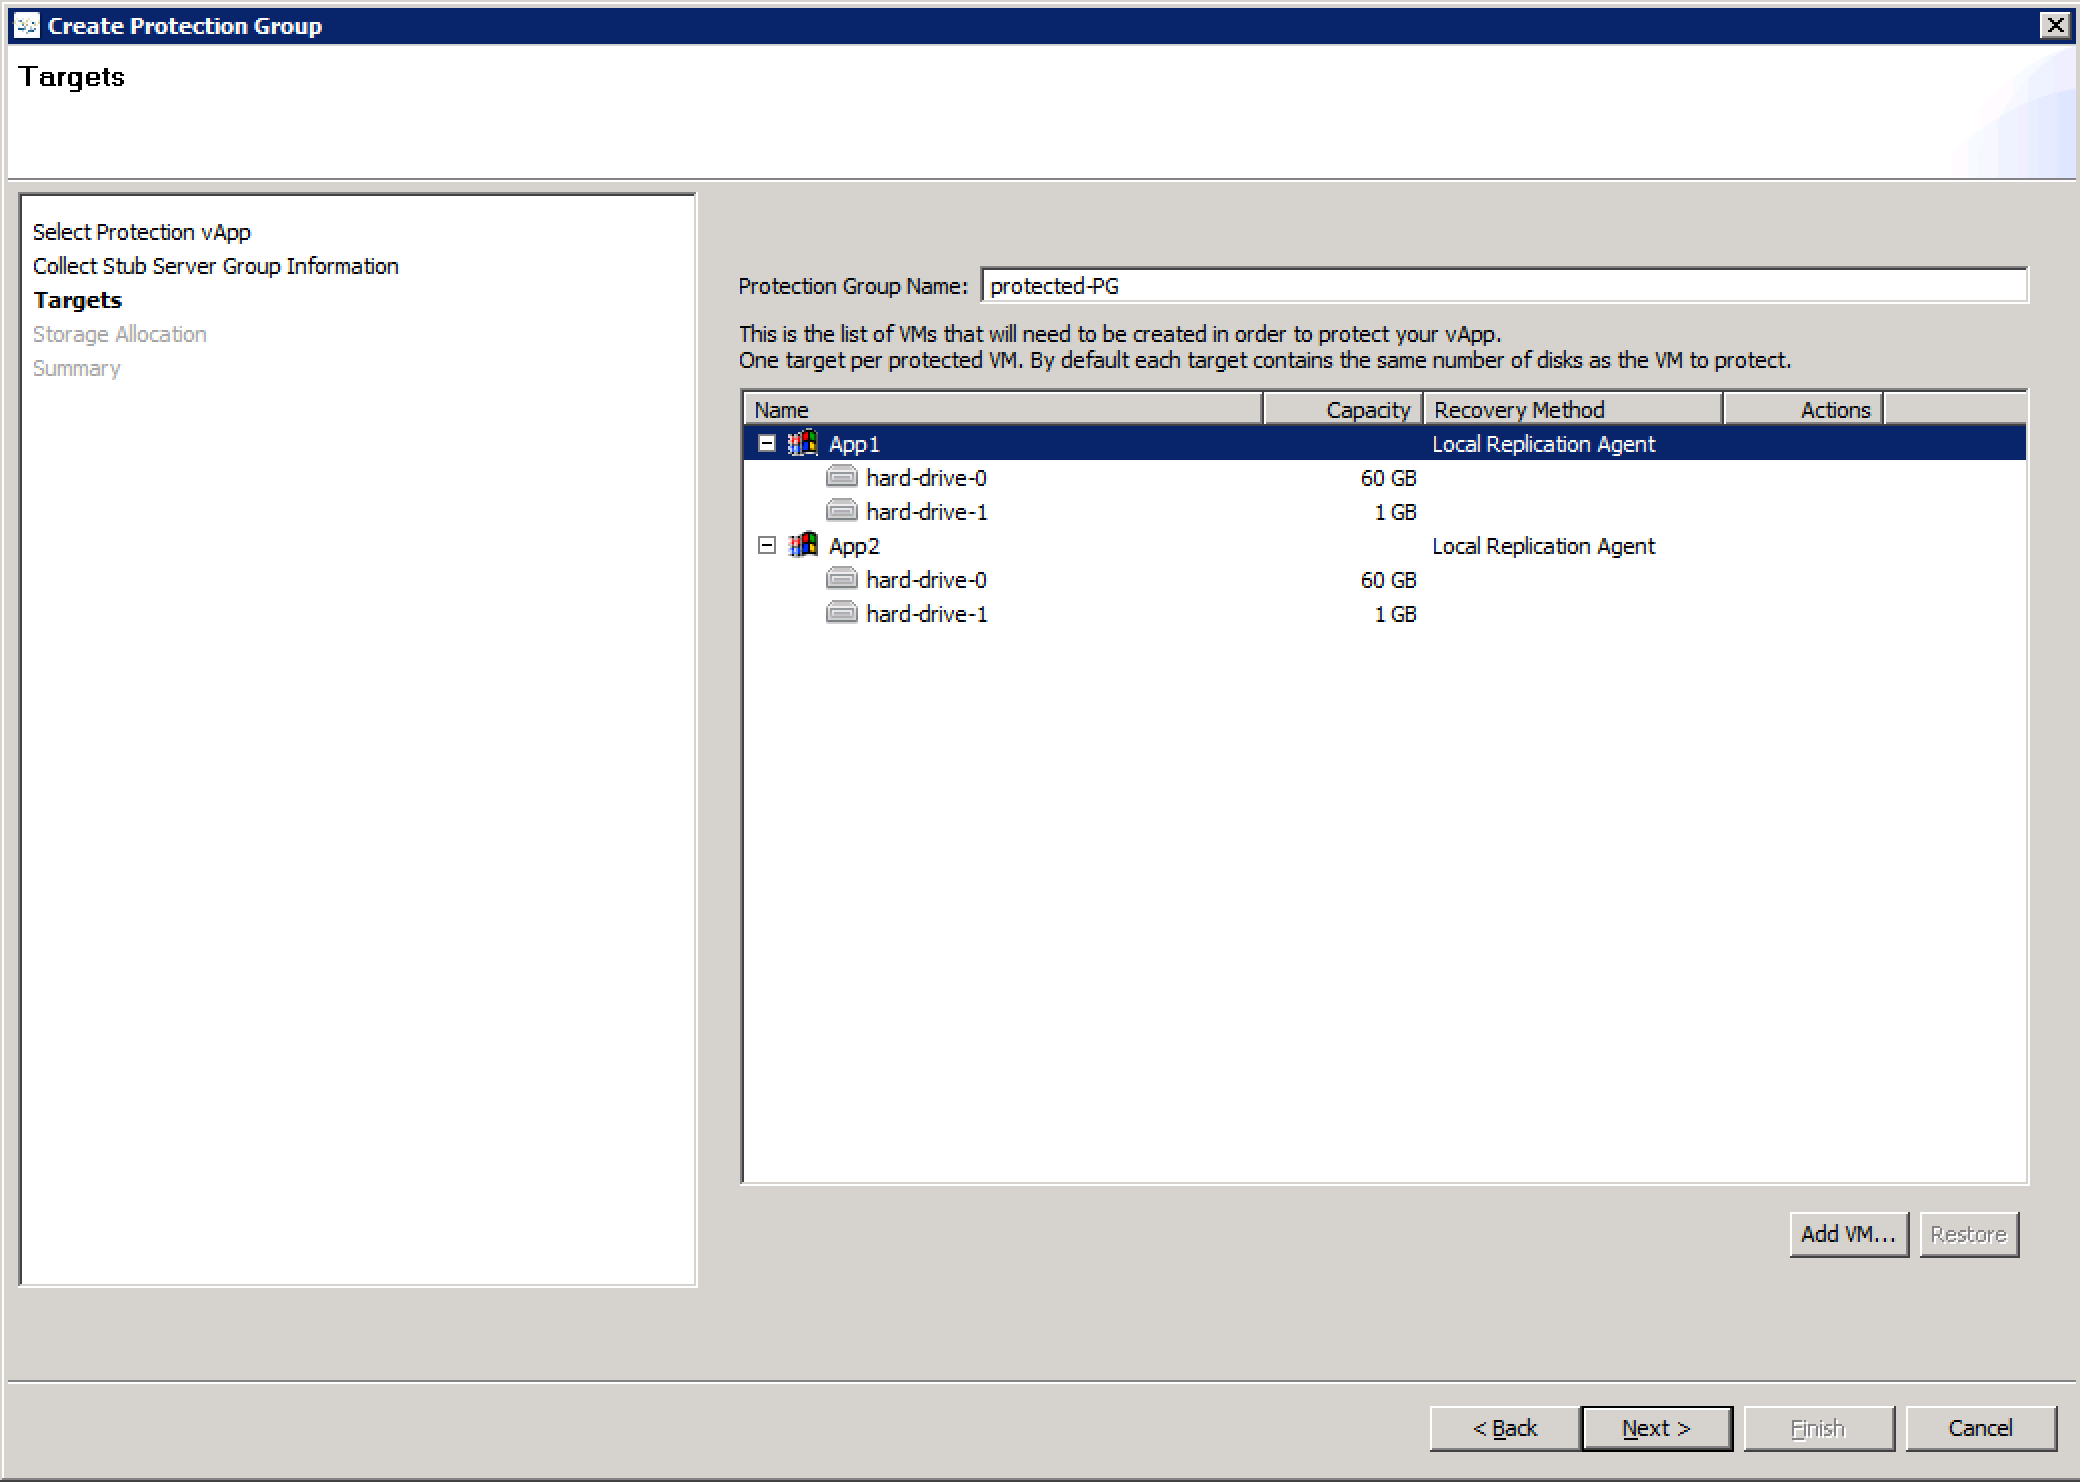 Create Protection Group
Targets
Select Protection vApp
Collect Stub Server Group Information
Targets
Storage Allocation
Summary
Protection Group Name: protected-PG
This is the list of VMs that will need to be created in order to protect your vApp.
One target per protected VM. By default each target contains the same number of disks as the VM to protect.
Name Capacity Recovery Method Actions
App1 Local Replication Agent
hard-drive-0 60 GB
hard-drive-1 1 GB
App2 Local Replication Agent
hard-drive-0 60 GB
hard-drive-1 1 GB
Add VM... Restore
< Back Next > Finish Cancel